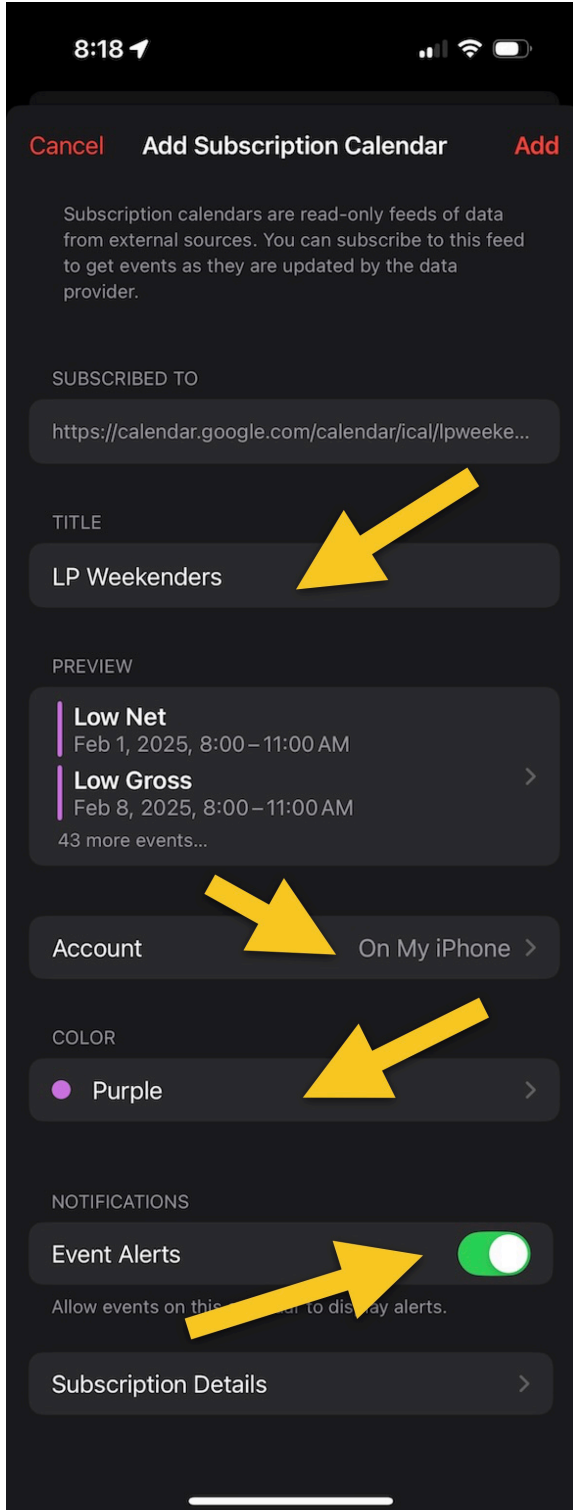 8:18
Cancel Add Subscription Calendar Add
Subscription calendars are read-only feeds of data
from external sources. You can subscribe to this feed
to get events as they are updated by the data
provider.
SUBSCRIBED TO
https://calendar.google.com/calendar/ical/lpweeke...
TITLE
LP Weekenders
PREVIEW
Low Net
Feb 1, 2025, 8:00–11:00 AM
Low Gross
Feb 8, 2025, 8:00–11:00 AM
43 more events...
Account On My iPhone
COLOR
Purple
NOTIFICATIONS
Event Alerts
Allow events on this to display alerts.
Subscription Details